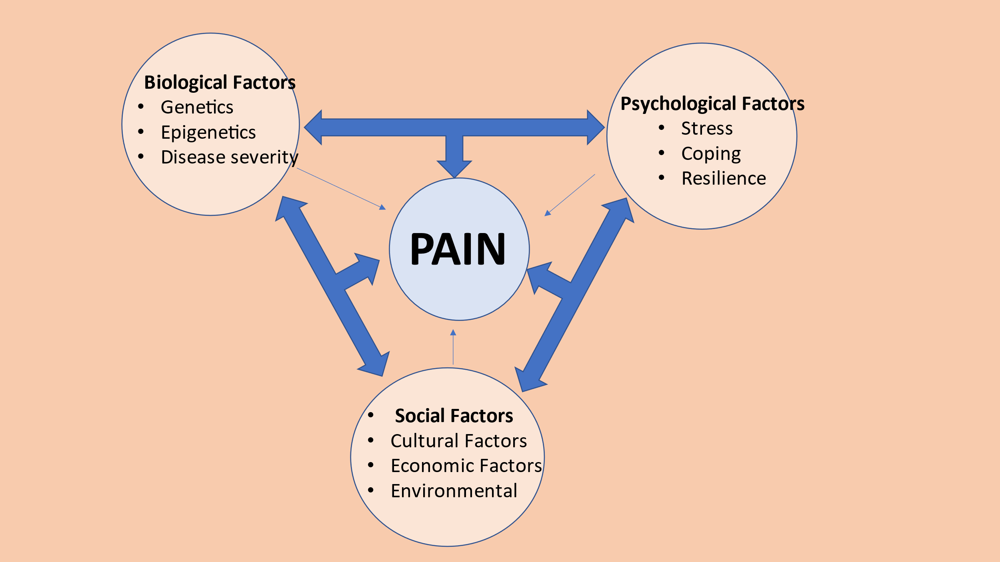 Biological Factors
• Genetics
• Epigenetics
• Disease severity
Psychological Factors
• Stress
• Coping
• Resilience
PAIN
• Social Factors
• Cultural Factors
• Economic Factors
• Environmental